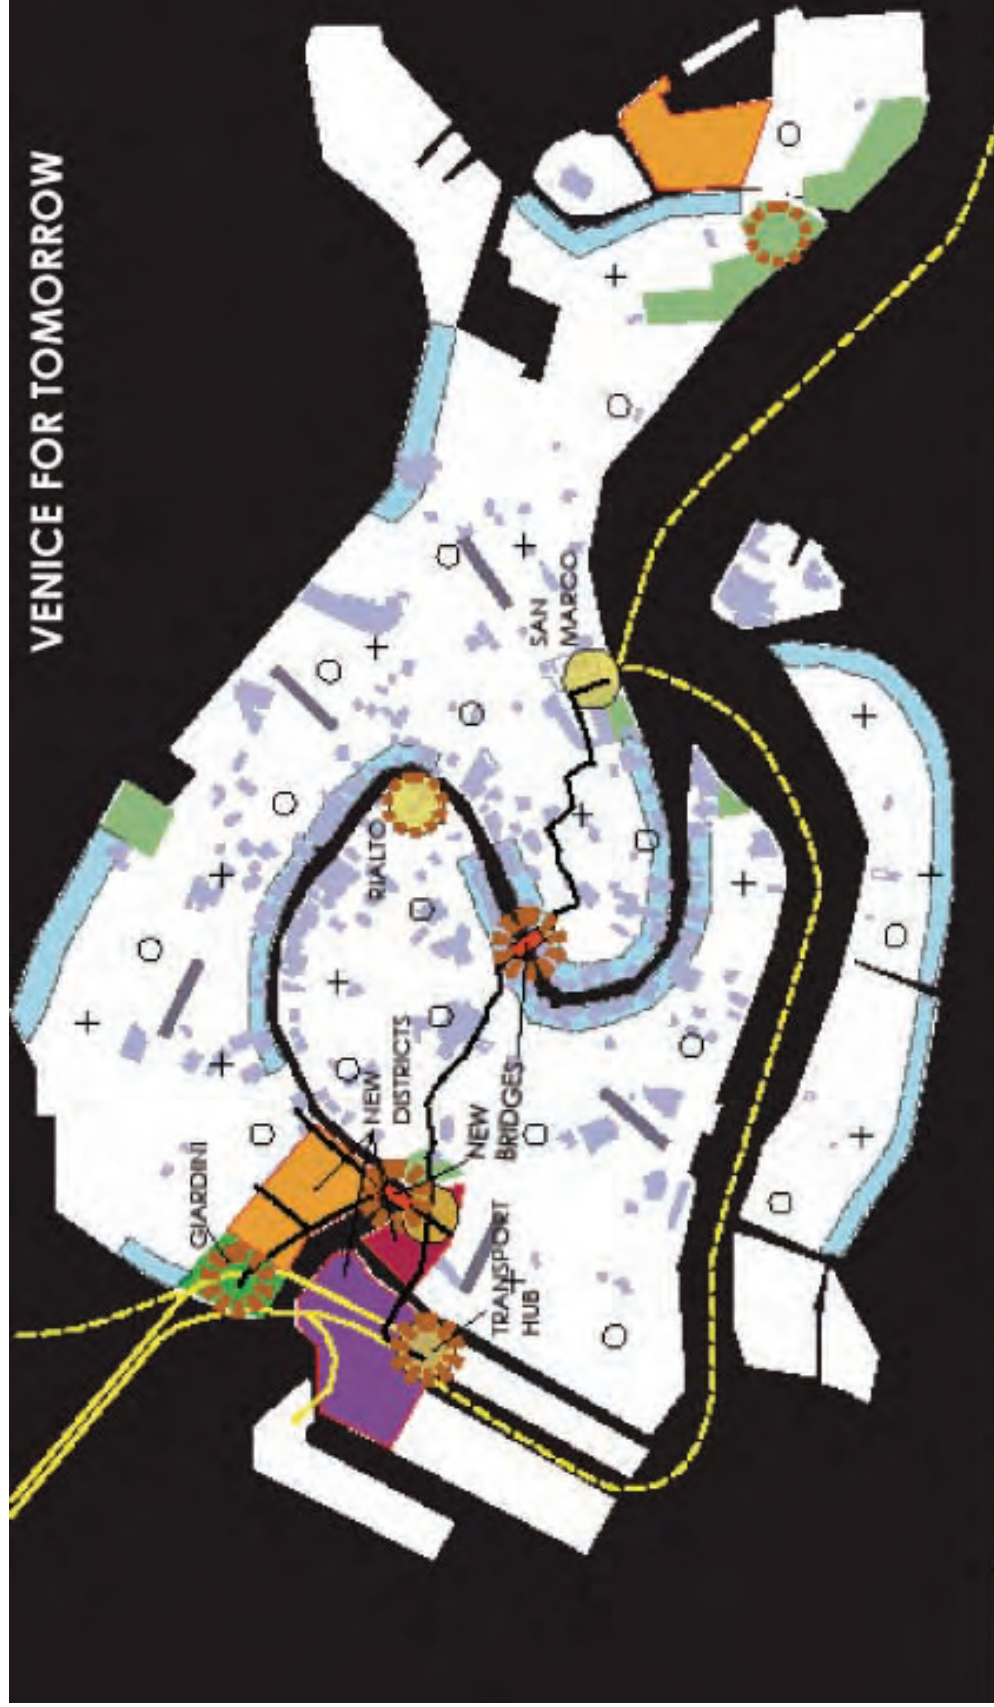 VENICE FOR TOMORROW
SAN
MARCO
RIALTO
NEW
DISTRICTS
NEW
BRIDGES
GIARDINI
TRANSPORT
HUB